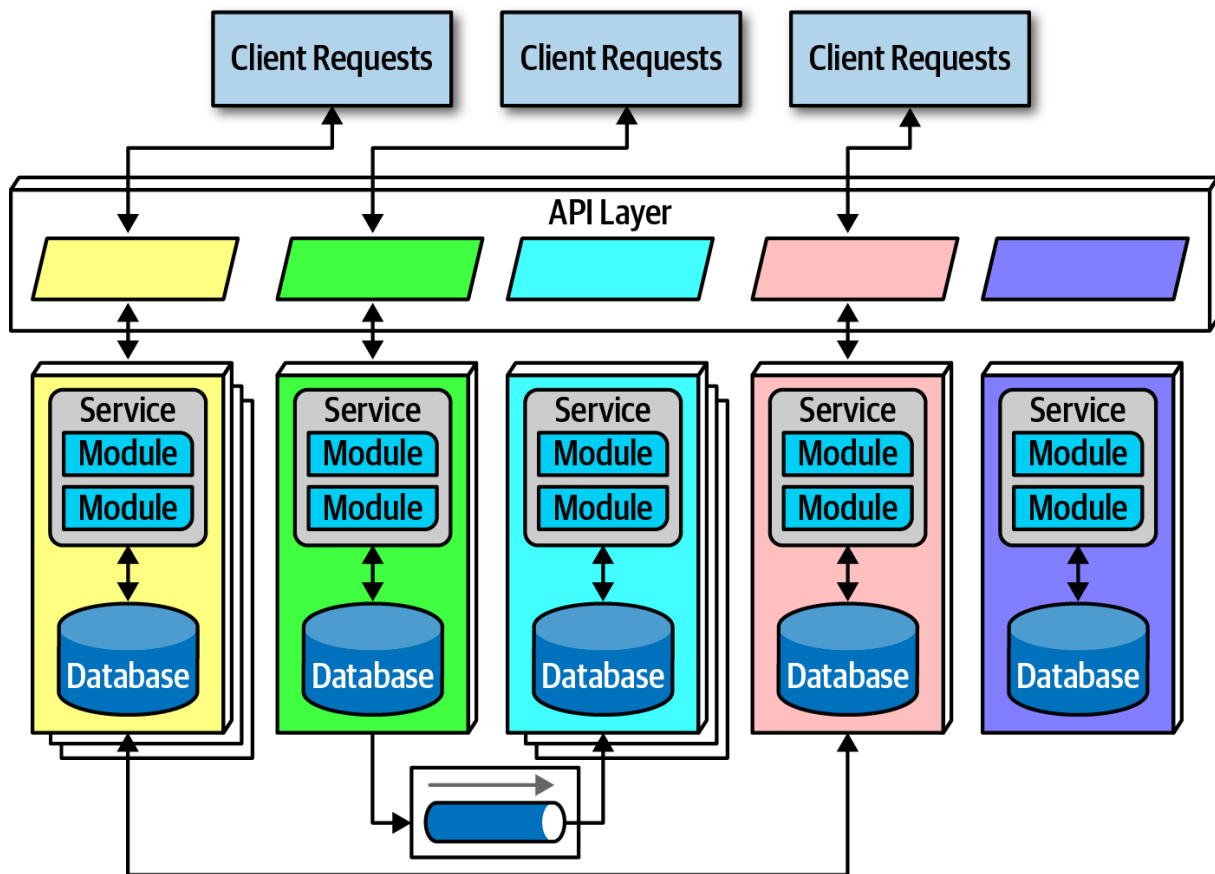 Client Requests
Client Requests
Client Requests
API Layer
Service
Module
Module
Database
Service
Module
Module
Database
Service
Module
Module
Database
Service
Module
Module
Database
Service
Module
Module
Database